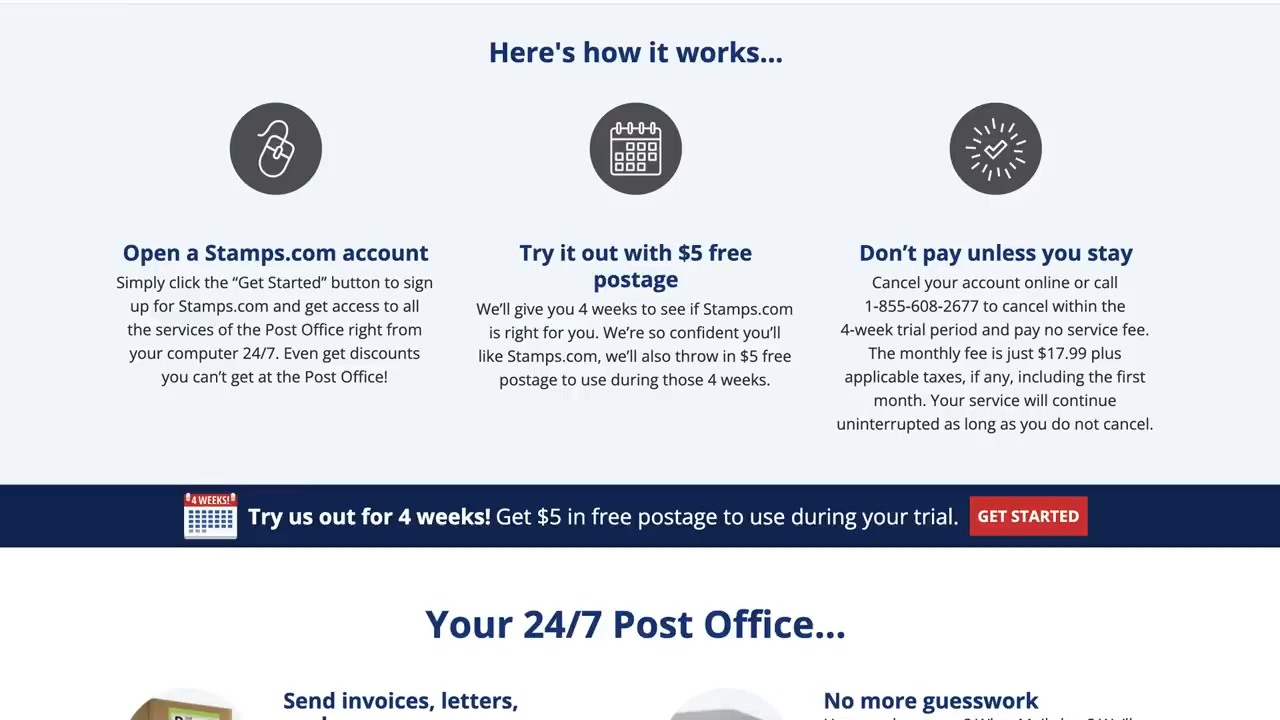 Here's how it works...
Open a Stamps.com account
Simply click the “Get Started” button to sign
up for Stamps.com and get access to all
the services of the Post Office right from
your computer 24/7. Even get discounts
you can’t get at the Post Office!
Try it out with $5 free
postage
We’ll give you 4 weeks to see if Stamps.com
is right for you. We’re so confident you’ll
like Stamps.com, we’ll also throw in $5 free
postage to use during those 4 weeks.
Don’t pay unless you stay
Cancel your account online or call
1-855-608-2677 to cancel within the
4-week trial period and pay no service fee.
The monthly fee is just $17.99 plus
applicable taxes, if any, including the first
month. Your service will continue
uninterrupted as long as you do not cancel.
4 WEEKS!
Try us out for 4 weeks! Get $5 in free postage to use during your trial.
GET STARTED
Your 24/7 Post Office...
Send invoices, letters,
No more guesswork